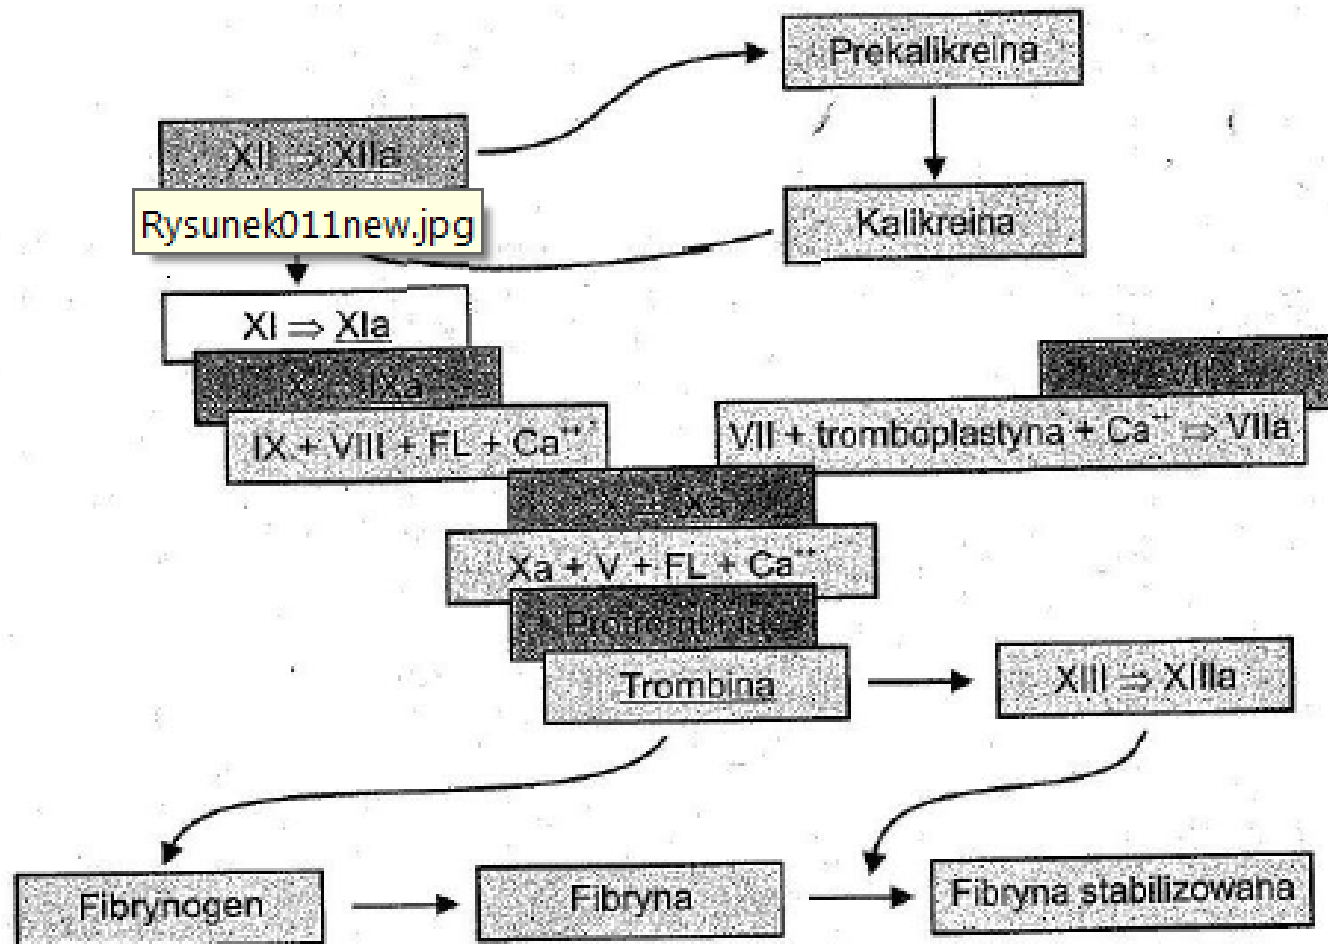 Prekalikreina
XII ⇒ XIIa
Rysunek011new.jpg
Kalikreina
XI ⇒ XIa
IXa
VII
IX + VIII + FL + Ca⁺⁺
VII + tromboplastyna + Ca⁺⁺ ⇒ VIIa
Xa
Xa + V + FL + Ca⁺⁺
Trombina
XIII ⇒ XIIIa
Fibrynogen
Fibryna
Fibryna stabilizowana